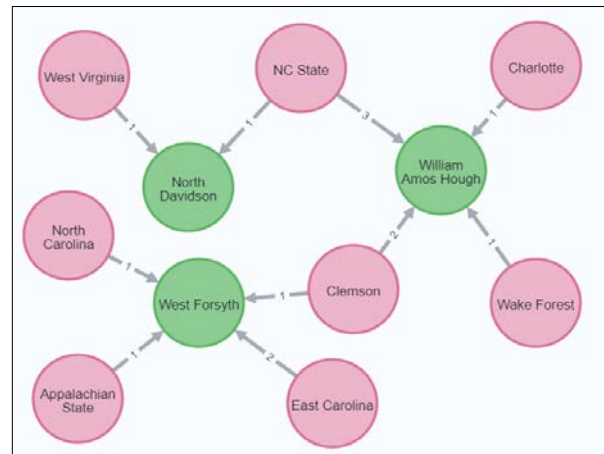 West Virginia
NC State
Charlotte
1
1
3
1
North
Davidson
William
Amos Hough
North
Carolina
1
2
1
West Forsyth
1
Clemson
Wake Forest
1
2
Appalachian
State
East Carolina